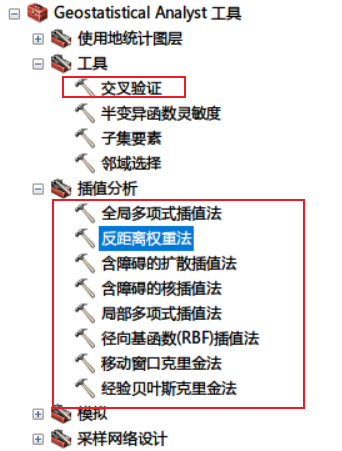 Geostatistical Analyst 工具
使用地统计图层
工具
交叉验证
半变异函数灵敏度
子集要素
邻域选择
插值分析
全局多项式插值法
反距离权重法
含障碍的扩散插值法
含障碍的核插值法
局部多项式插值法
径向基函数(RBF)插值法
移动窗口克里金法
经验贝叶斯克里金法
模拟
采样网络设计